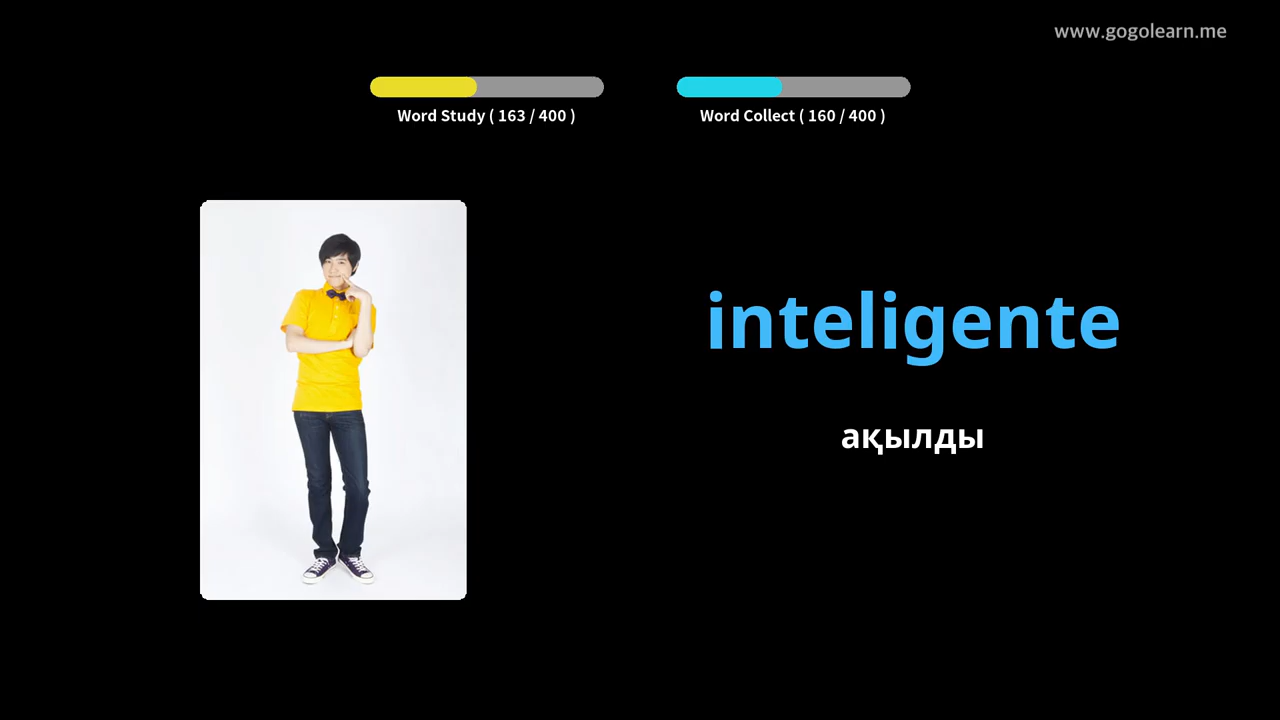 www.gogolearn.me
Word Study ( 163 / 400 )
Word Collect ( 160 / 400 )
inteligente
ақылды